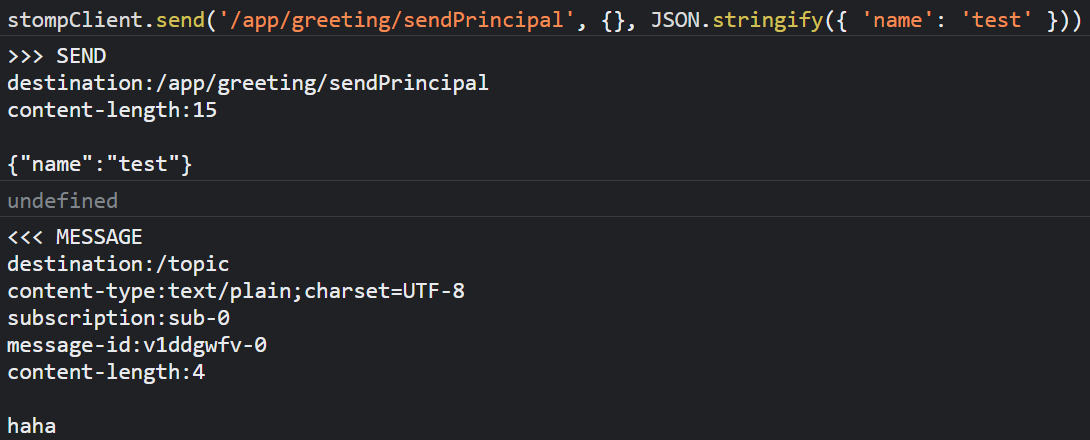 stompClient.send('/app/greeting/sendPrincipal', {}, JSON.stringify({ 'name': 'test' }))
>>> SEND
destination:/app/greeting/sendPrincipal
content-length:15
{"name":"test"}
undefined
<<< MESSAGE
destination:/topic
content-type:text/plain;charset=UTF-8
subscription:sub-0
message-id:v1ddgwfv-0
content-length:4
haha